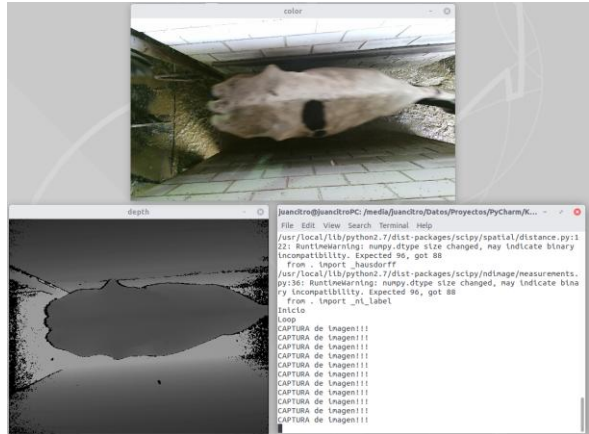 color
depth
juancitro@juancitroPC: /media/juancitro/Datos/Proyectos/PyCharm/K...
File Edit View Search Terminal Help
/usr/local/lib/python2.7/dist-packages/scipy/spatial/distance.py:1
22: RuntimeWarning: numpy.dtype size changed, may indicate binary
incompatibility. Expected 96, got 88
from . import _hausdorff
/usr/local/lib/python2.7/dist-packages/scipy/ndimage/measurements.
py:36: RuntimeWarning: numpy.dtype size changed, may indicate bina
ry incompatibility. Expected 96, got 88
from . import _ni_label
Inicio
Loop
CAPTURA de imagen!!!
CAPTURA de imagen!!!
CAPTURA de imagen!!!
CAPTURA de imagen!!!
CAPTURA de imagen!!!
CAPTURA de imagen!!!
CAPTURA de imagen!!!
CAPTURA de imagen!!!
CAPTURA de imagen!!!
CAPTURA de imagen!!!
CAPTURA de imagen!!!